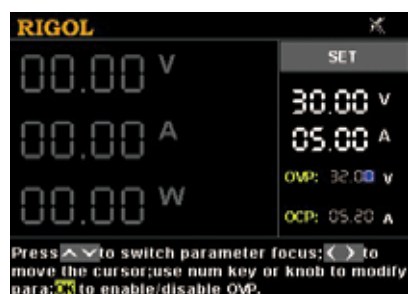 RIGOL
SET
00.00 V
30.00 V
00.00 A
05.00 A
OVP: 32.00 V
00.00 W
OCP: 05.20 A
Press to switch parameter
focus; to
move the cursor;use num key or knob to modify
para;OK to enable/disable OVP.